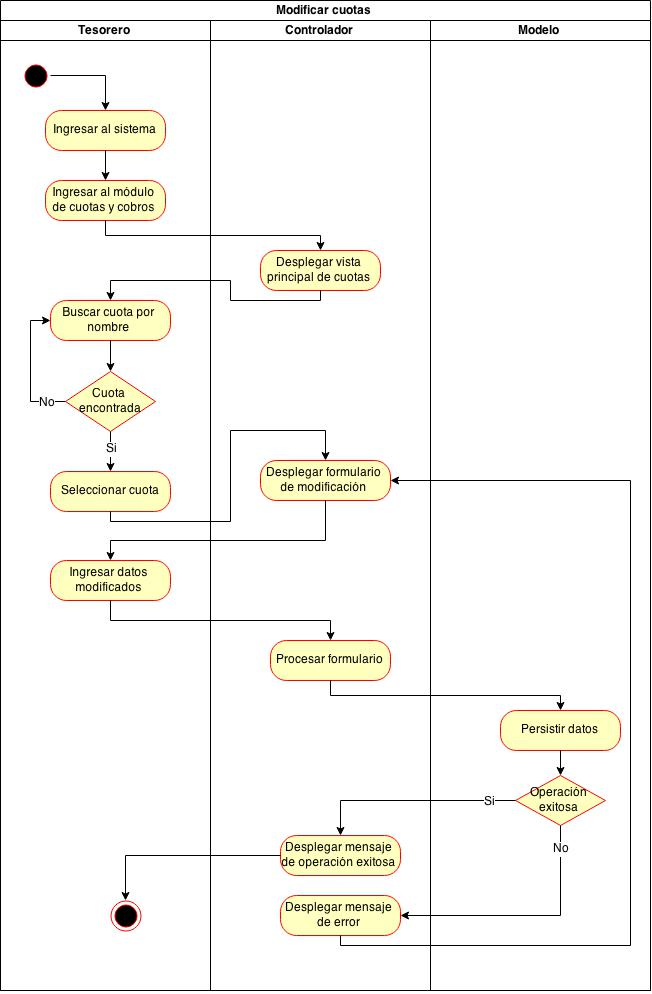 Modificar cuotas
Tesorero
Controlador
Modelo
Ingresar al sistema
Ingresar al módulo
de cuotas y cobros
Desplegar vista
principal de cuotas
Buscar cuota por
nombre
Cuota
encontrada
No
Si
Seleccionar cuota
Desplegar formulario
de modificación
Ingresar datos
modificados
Procesar formulario
Persistir datos
Operación
exitosa
Si
No
Desplegar mensaje
de operación exitosa
Desplegar mensaje
de error